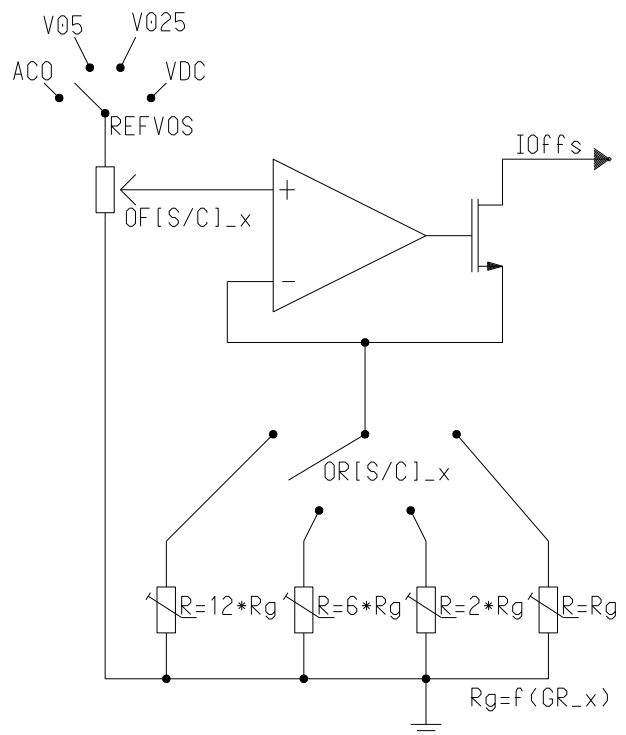 V05
V025
AC0
VDC
REFVOS
IOffs
OF[S/C]_x
+
−
OR[S/C]_x
R=12*Rg
R=6*Rg
R=2*Rg
R=Rg
Rg=f(GR_x)